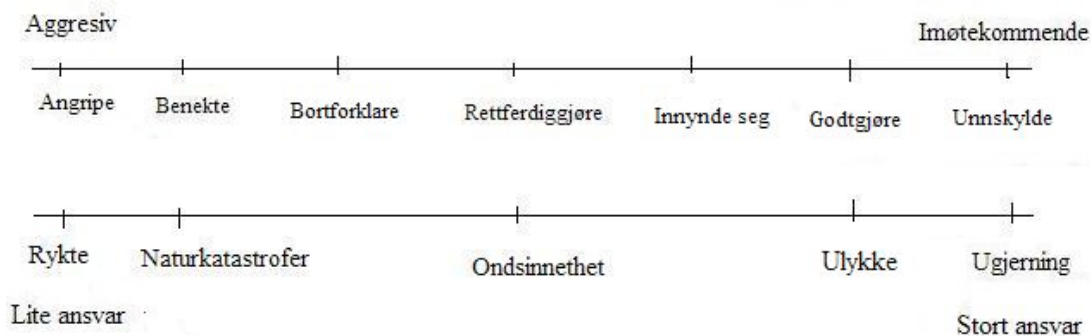 Aggresiv
Imøtekommende
Angripe Benekte Bortforklare Rettferdiggjøre Innynde seg Godtgjøre Unnskylde
Rykte Naturkatastrofer Ondsinnethet Ulykke Ugjerning
Lite ansvar
Stort ansvar